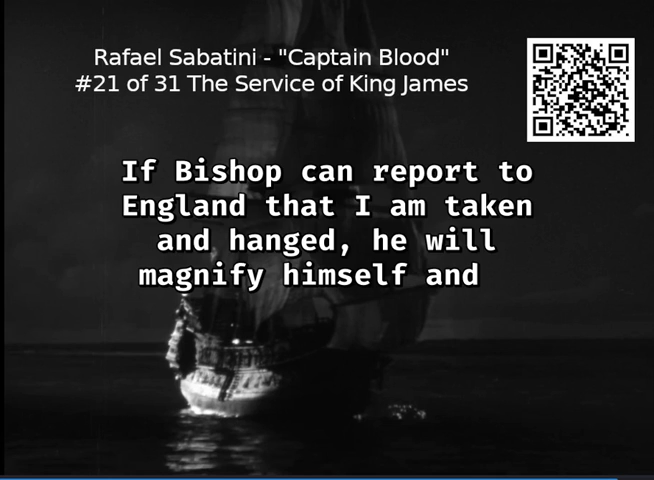 Rafael Sabatini - "Captain Blood"
#21 of 31 The Service of King James
If Bishop can report to
England that I am taken
and hanged, he will
magnify himself and